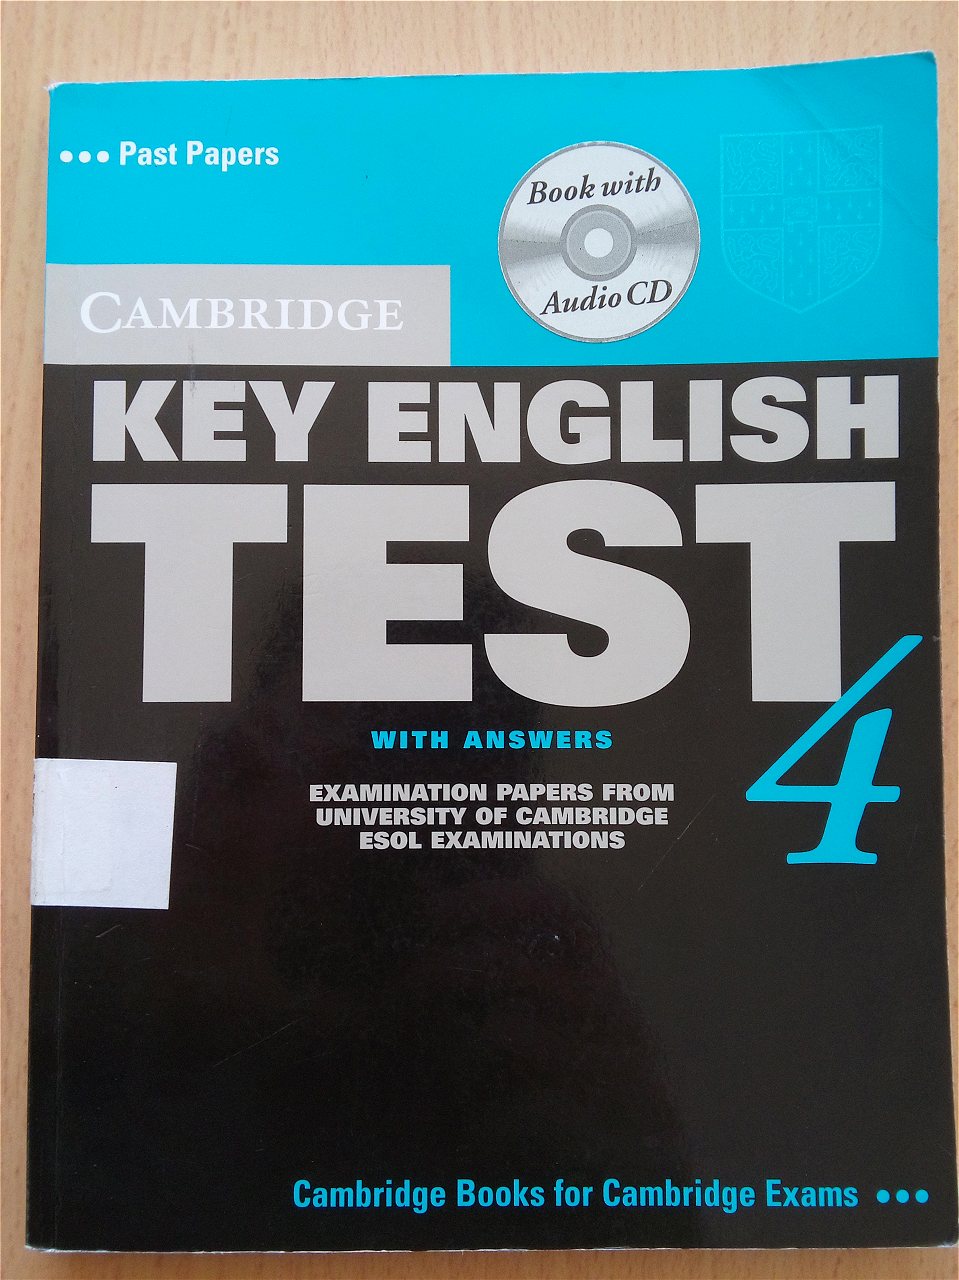 ••• Past Papers
Book with
Audio CD
CAMBRIDGE
KEY ENGLISH
TEST
4
WITH ANSWERS
EXAMINATION PAPERS FROM
UNIVERSITY OF CAMBRIDGE
ESOL EXAMINATIONS
Cambridge Books for Cambridge Exams •••